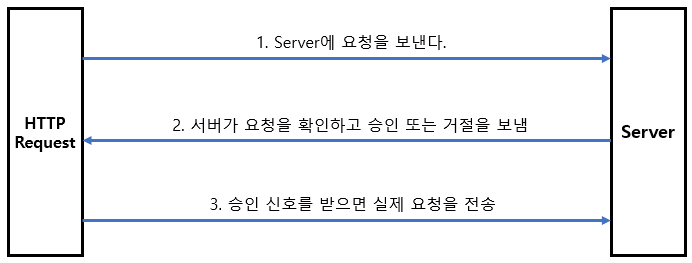 1. Server에 요청을 보낸다.
HTTP
Request
2. 서버가 요청을 확인하고 승인 또는 거절을 보냄
Server
3. 승인 신호를 받으면 실제 요청을 전송